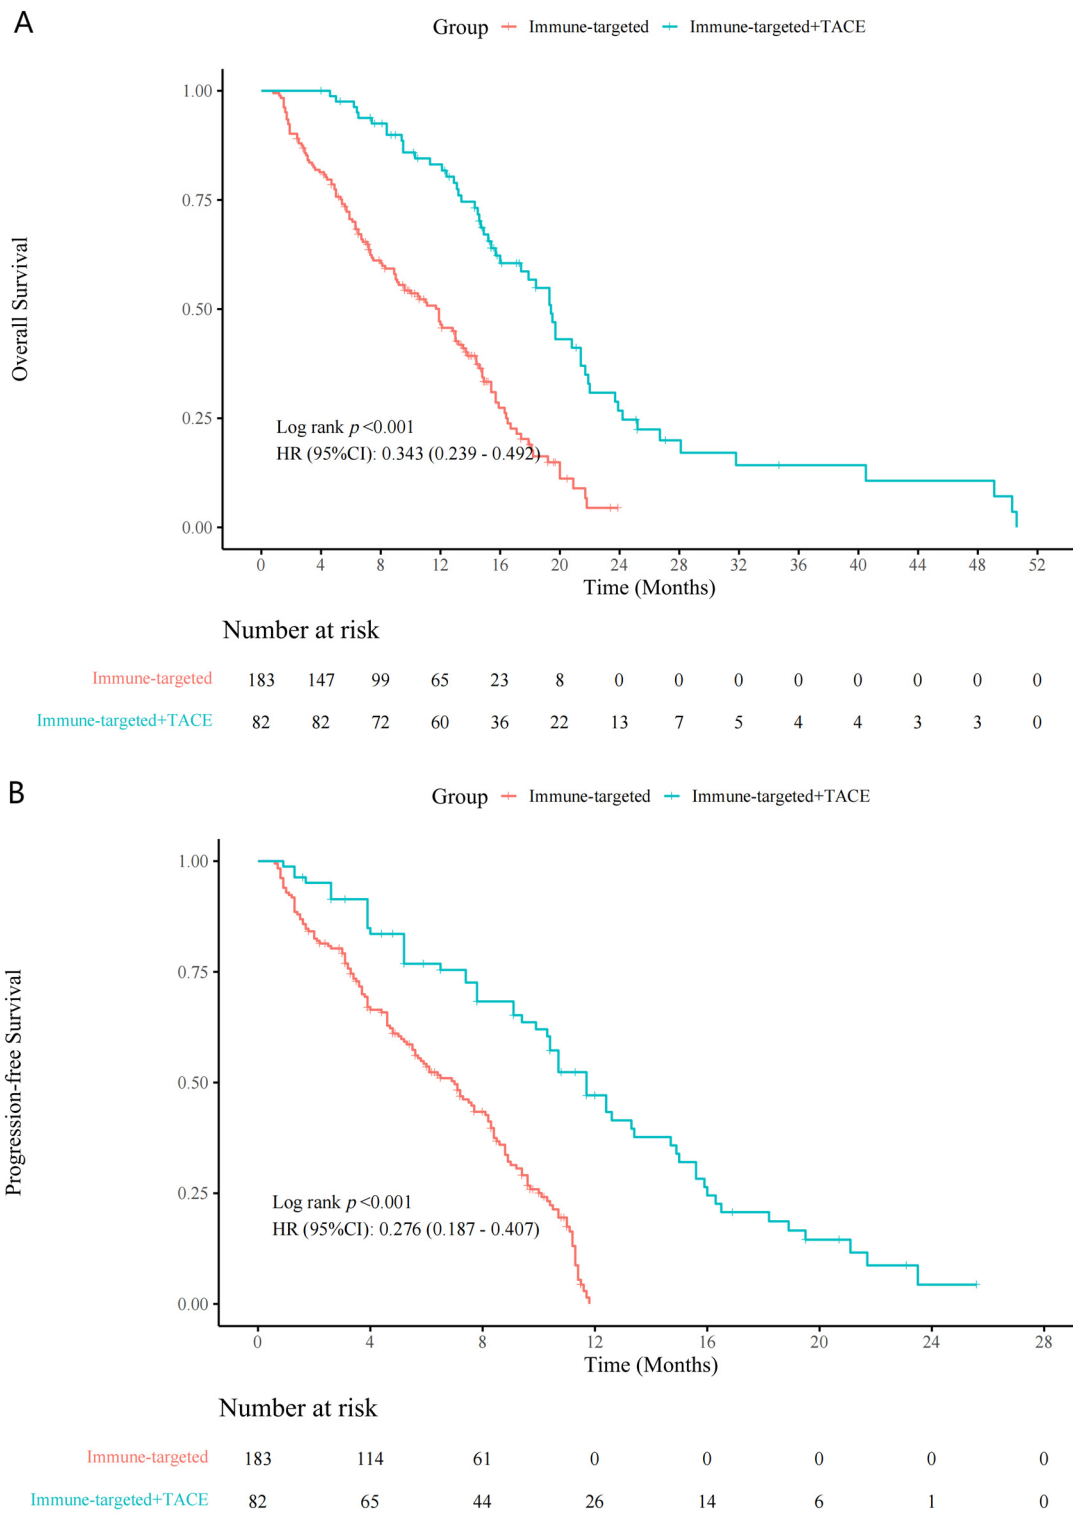 A
Group Immune-targeted Immune-targeted+TACE
Overall Survival
1.00
0.75
0.50
0.25
0.00
Log rank p<0.001
HR (95%CI): 0.343 (0.239 - 0.492)
0 4 8 12 16 20 24 28 32 36 40 44 48 52
Time (Months)
Number at risk
Immune-targeted 183 147 99 65 23 8 0 0 0 0 0 0 0 0
Immune-targeted+TACE 82 82 72 60 36 22 13 7 5 4 4 3 3 0
B
Group Immune-targeted Immune-targeted+TACE
Progression-free Survival
1.00
0.75
0.50
0.25
0.00
Log rank p<0.001
HR (95%CI): 0.276 (0.187 - 0.407)
0 4 8 12 16 20 24 28
Time (Months)
Number at risk
Immune-targeted 183 114 61 0 0 0 0 0
Immune-targeted+TACE 82 65 44 26 14 6 1 0